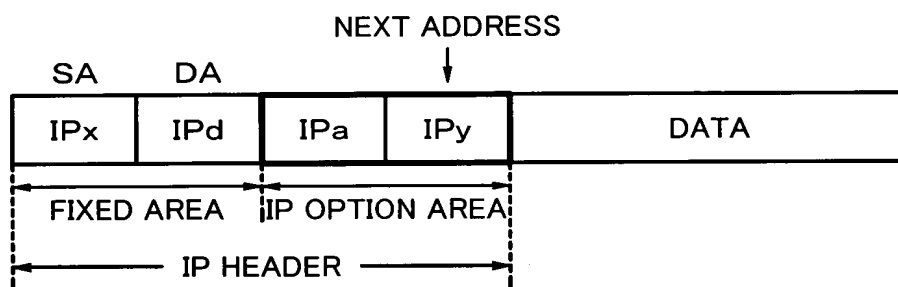 NEXT ADDRESS
SA DA
IPx IPd IPa IPy DATA
FIXED AREA IP OPTION AREA
IP HEADER